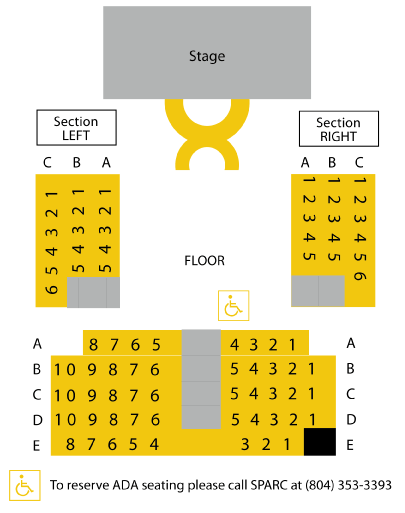 Stage
Section
LEFT
Section
RIGHT
C B A
A B C
1 1 1
2 2 2
3 3 3
4 4 4
5 5 5
6
1 1 1
2 2 2
3 3 3
4 4 4
5 5 5
6
FLOOR
A 8 7 6 5 4 3 2 1 A
B 10 9 8 7 6 5 4 3 2 1 B
C 10 9 8 7 6 5 4 3 2 1 C
D 10 9 8 7 6 5 4 3 2 1 D
E 8 7 6 5 4 3 2 1 E
To reserve ADA seating please call SPARC at (804) 353-3393